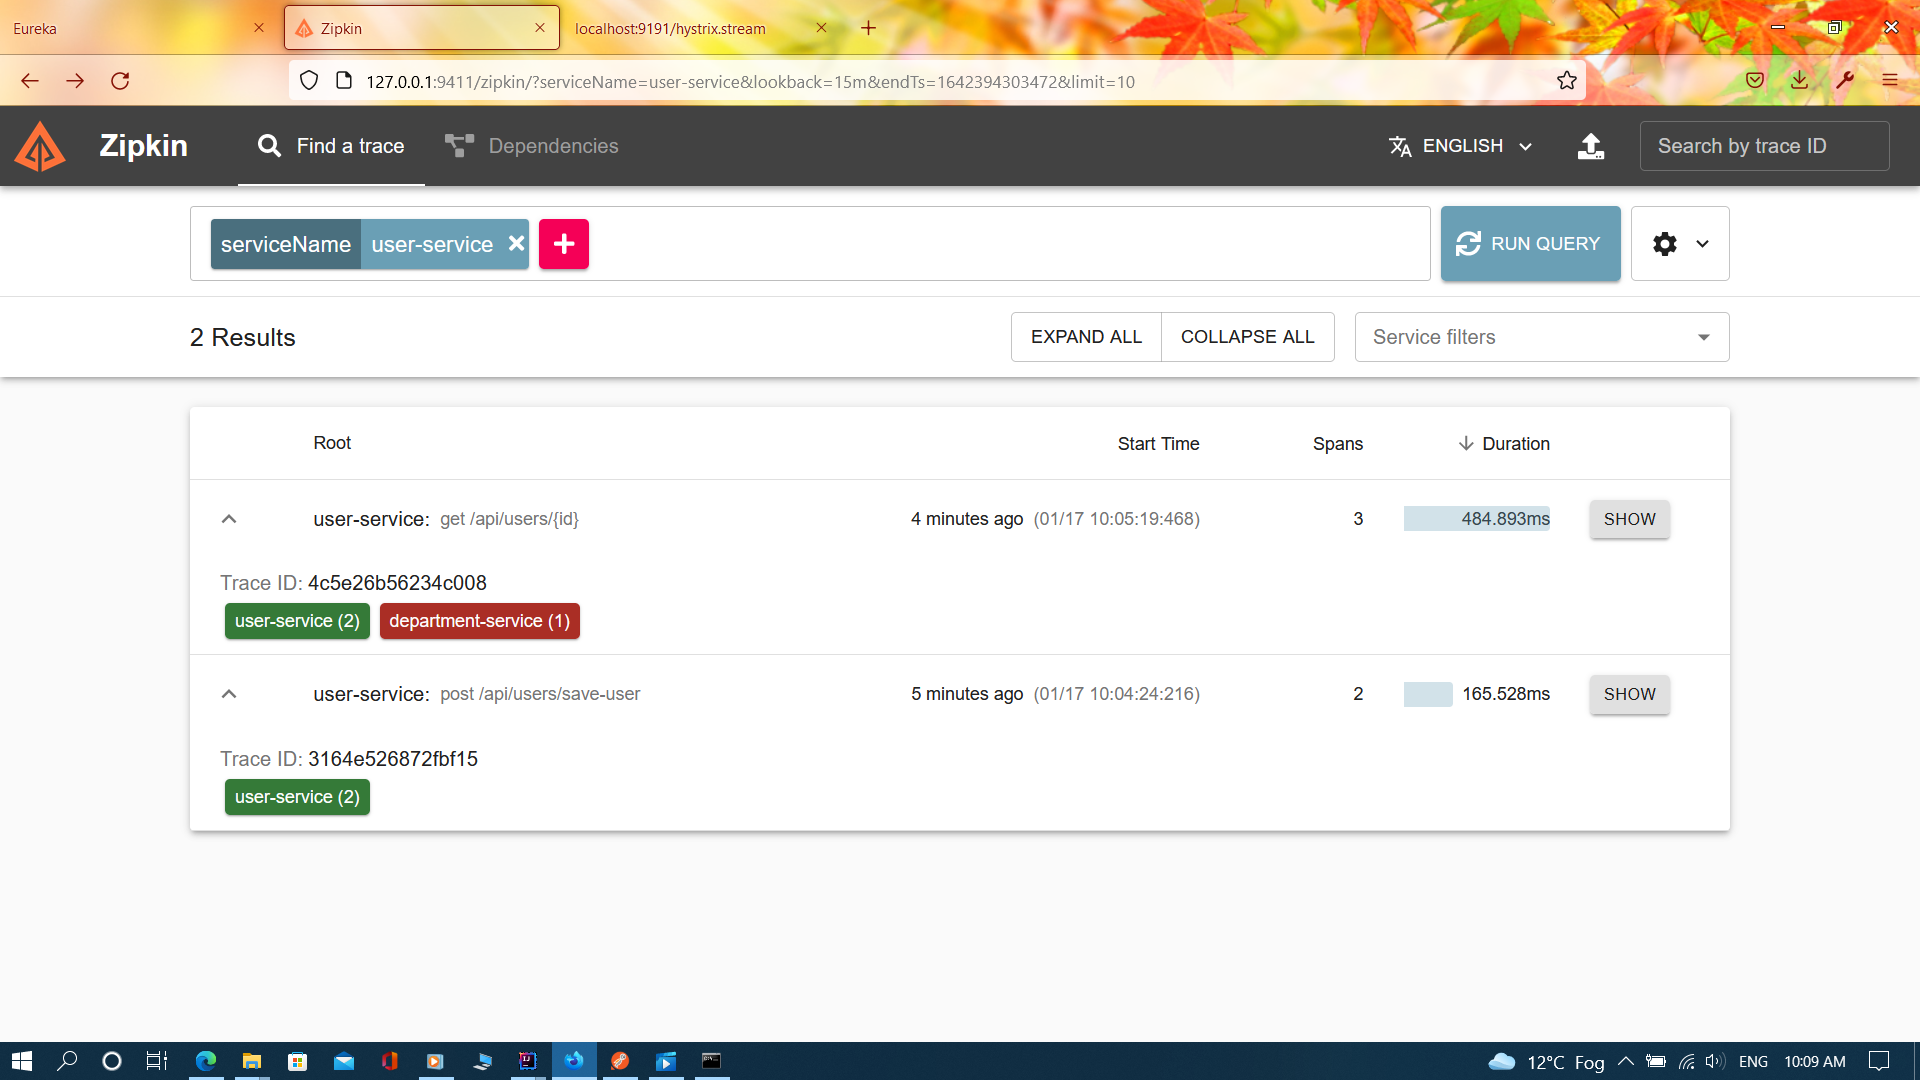 Eureka
Zipkin
localhost:9191/hystrix.stream
127.0.0.1:9411/zipkin/?serviceName=user-service&lookback=15m&endTs=1642394303472&limit=10
Zipkin
Find a trace
Dependencies
ENGLISH
Search by trace ID
serviceName user-service
RUN QUERY
2 Results
EXPAND ALL
COLLAPSE ALL
Service filters
Root Start Time Spans Duration
user-service: get /api/users/{id} 4 minutes ago (01/17 10:05:19:468) 3 484.893ms SHOW
Trace ID: 4c5e26b56234c008
user-service (2) department-service (1)
user-service: post /api/users/save-user 5 minutes ago (01/17 10:04:24:216) 2 165.528ms SHOW
Trace ID: 3164e526872fbf15
user-service (2)
12°C Fog ENG 10:09 AM